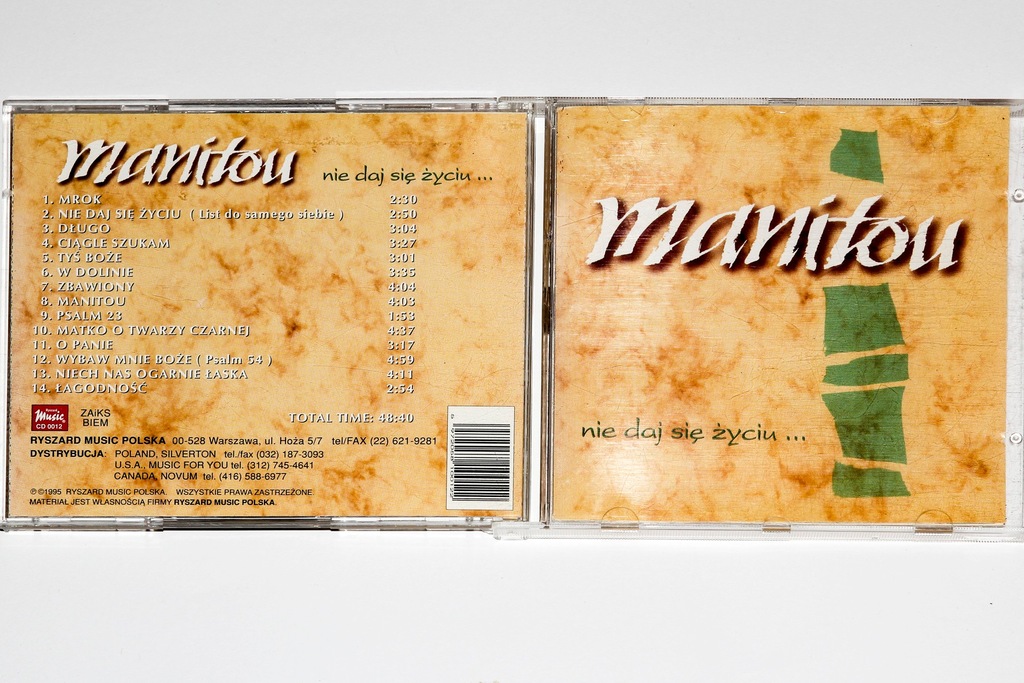 manitou nie daj się życiu ...
1. MROK 2:30
2. NIE DAJ SIĘ ŻYCIU ( List do samego siebie ) 2:50
3. DŁUGO 3:04
4. CIĄGLE SZUKAM 3:27
5. TYŚ BOŻE 3:01
6. W DOLINIE 3:35
7. ZBAWIONY 4:04
8. MANITOU 4:03
9. PSALM 23 1:53
10. MATKO O TWARZY CZARNEJ 4:37
11. O PANIE 3:17
12. WYBAW MNIE BOŻE ( Psalm 54 ) 4:59
13. NIECH NAS OGARNIE ŁASKA 4:11
14. ŁAGODNOŚĆ 2:54
Music
CD 0012
ZAiKS
BIEM
TOTAL TIME: 48:40
RYSZARD MUSIC POLSKA 00-528 Warszawa, ul. Hoża 5/7 tel/FAX (22) 621-9281
DYSTRYBUCJA: POLAND, SILVERTON tel./fax (032) 187-3093
U.S.A., MUSIC FOR YOU tel. (312) 745-4641
CANADA, NOVUM tel. (416) 588-6977
℗©1995 RYSZARD MUSIC POLSKA. WSZYSTKIE PRAWA ZASTRZEŻONE
MATERIAŁ JEST WŁASNOŚCIĄ FIRMY RYSZARD MUSIC POLSKA.
manitou
nie daj się życiu ...